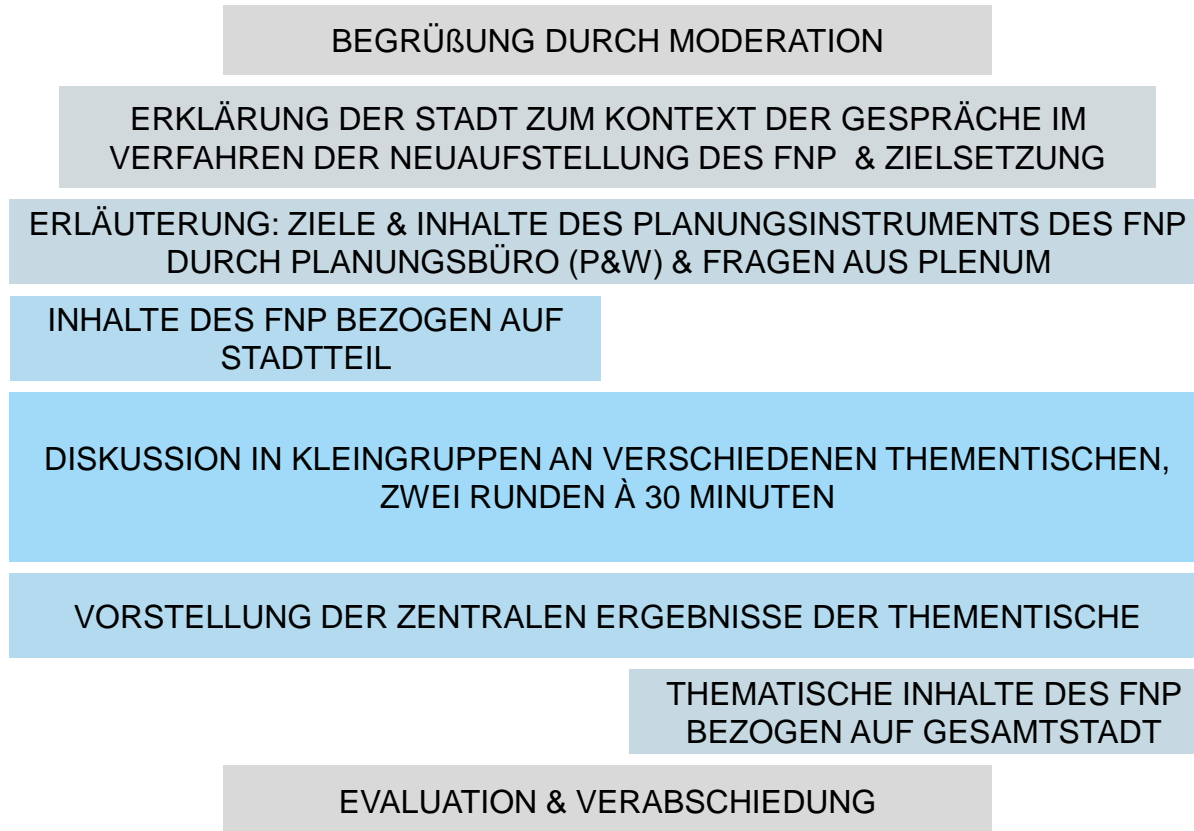 BEGRÜßUNG DURCH MODERATION
ERKLÄRUNG DER STADT ZUM KONTEXT DER GESPRÄCHE IM
VERFAHREN DER NEUAUFSTELLUNG DES FNP & ZIELSETZUNG
ERLÄUTERUNG: ZIELE & INHALTE DES PLANUNGSINSTRUMENTS DES FNP
DURCH PLANUNGSBÜRO (P&W) & FRAGEN AUS PLENUM
INHALTE DES FNP BEZOGEN AUF
STADTTEIL
DISKUSSION IN KLEINGRUPPEN AN VERSCHIEDENEN THEMENTISCHEN,
ZWEI RUNDEN À 30 MINUTEN
VORSTELLUNG DER ZENTRALEN ERGEBNISSE DER THEMENTISCHE
THEMATISCHE INHALTE DES FNP
BEZOGEN AUF GESAMTSTADT
EVALUATION & VERABSCHIEDUNG